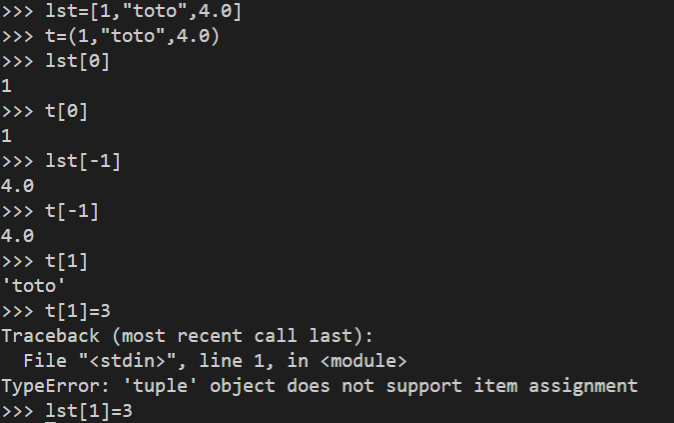 >>> lst=[1,"toto",4.0]
>>> t=(1,"toto",4.0)
>>> lst[0]
1
>>> t[0]
1
>>> lst[-1]
4.0
>>> t[-1]
4.0
>>> t[1]
'toto'
>>> t[1]=3
Traceback (most recent call last):
  File "<stdin>", line 1, in <module>
TypeError: 'tuple' object does not support item assignment
>>> lst[1]=3